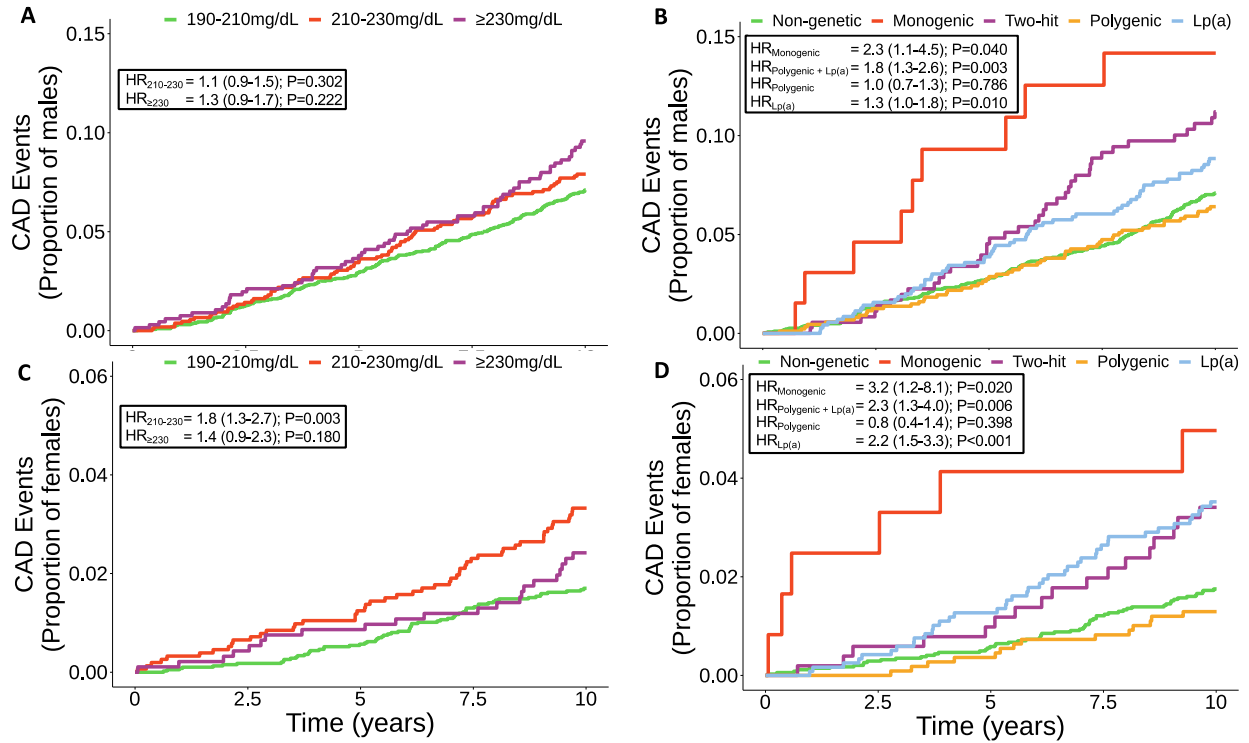 A
190-210mg/dL 210-230mg/dL ≥230mg/dL
HR210-230 = 1.1 (0.9-1.5); P=0.302
HR≥230 = 1.3 (0.9-1.7); P=0.222
0.15
0.10
0.05
0.00
CAD Events
(Proportion of males)
B
Non-genetic Monogenic Two-hit Polygenic Lp(a)
HRMonogenic = 2.3 (1.1-4.5); P=0.040
HRPolygenic + Lp(a) = 1.8 (1.3-2.6); P=0.003
HRPolygenic = 1.0 (0.7-1.3); P=0.786
HRLp(a) = 1.3 (1.0-1.8); P=0.010
0.15
0.10
0.05
0.00
CAD Events
(Proportion of males)
C
190-210mg/dL 210-230mg/dL ≥230mg/dL
HR210-230 = 1.8 (1.3-2.7); P=0.003
HR≥230 = 1.4 (0.9-2.3); P=0.180
0.06
0.04
0.02
0.00
CAD Events
(Proportion of females)
0 2.5 5 7.5 10
Time (years)
D
Non-genetic Monogenic Two-hit Polygenic Lp(a)
HRMonogenic = 3.2 (1.2-8.1); P=0.020
HRPolygenic + Lp(a) = 2.3 (1.3-4.0); P=0.006
HRPolygenic = 0.8 (0.4-1.4); P=0.398
HRLp(a) = 2.2 (1.5-3.3); P<0.001
0.06
0.04
0.02
0.00
CAD Events
(Proportion of females)
0 2.5 5 7.5 10
Time (years)